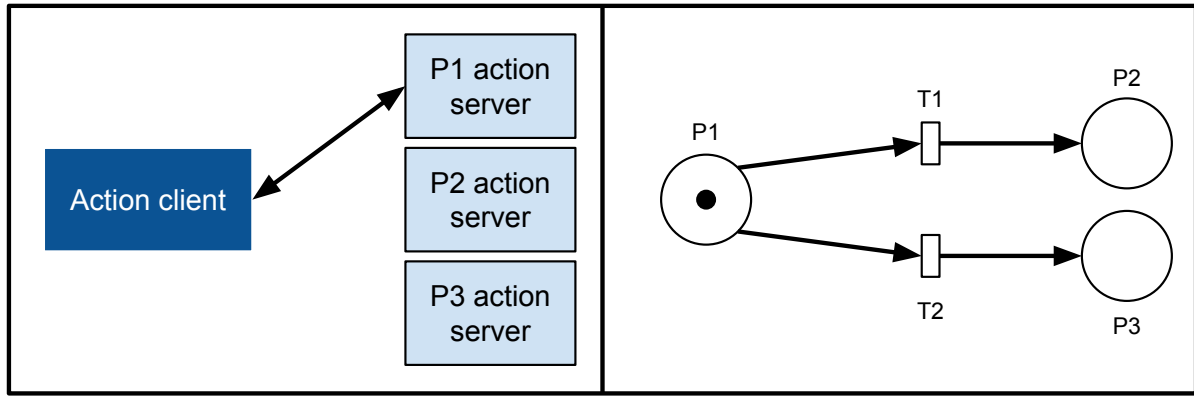 P1 action
server
Action client
P2 action
server
P3 action
server
P1
T1
P2
T2
P3